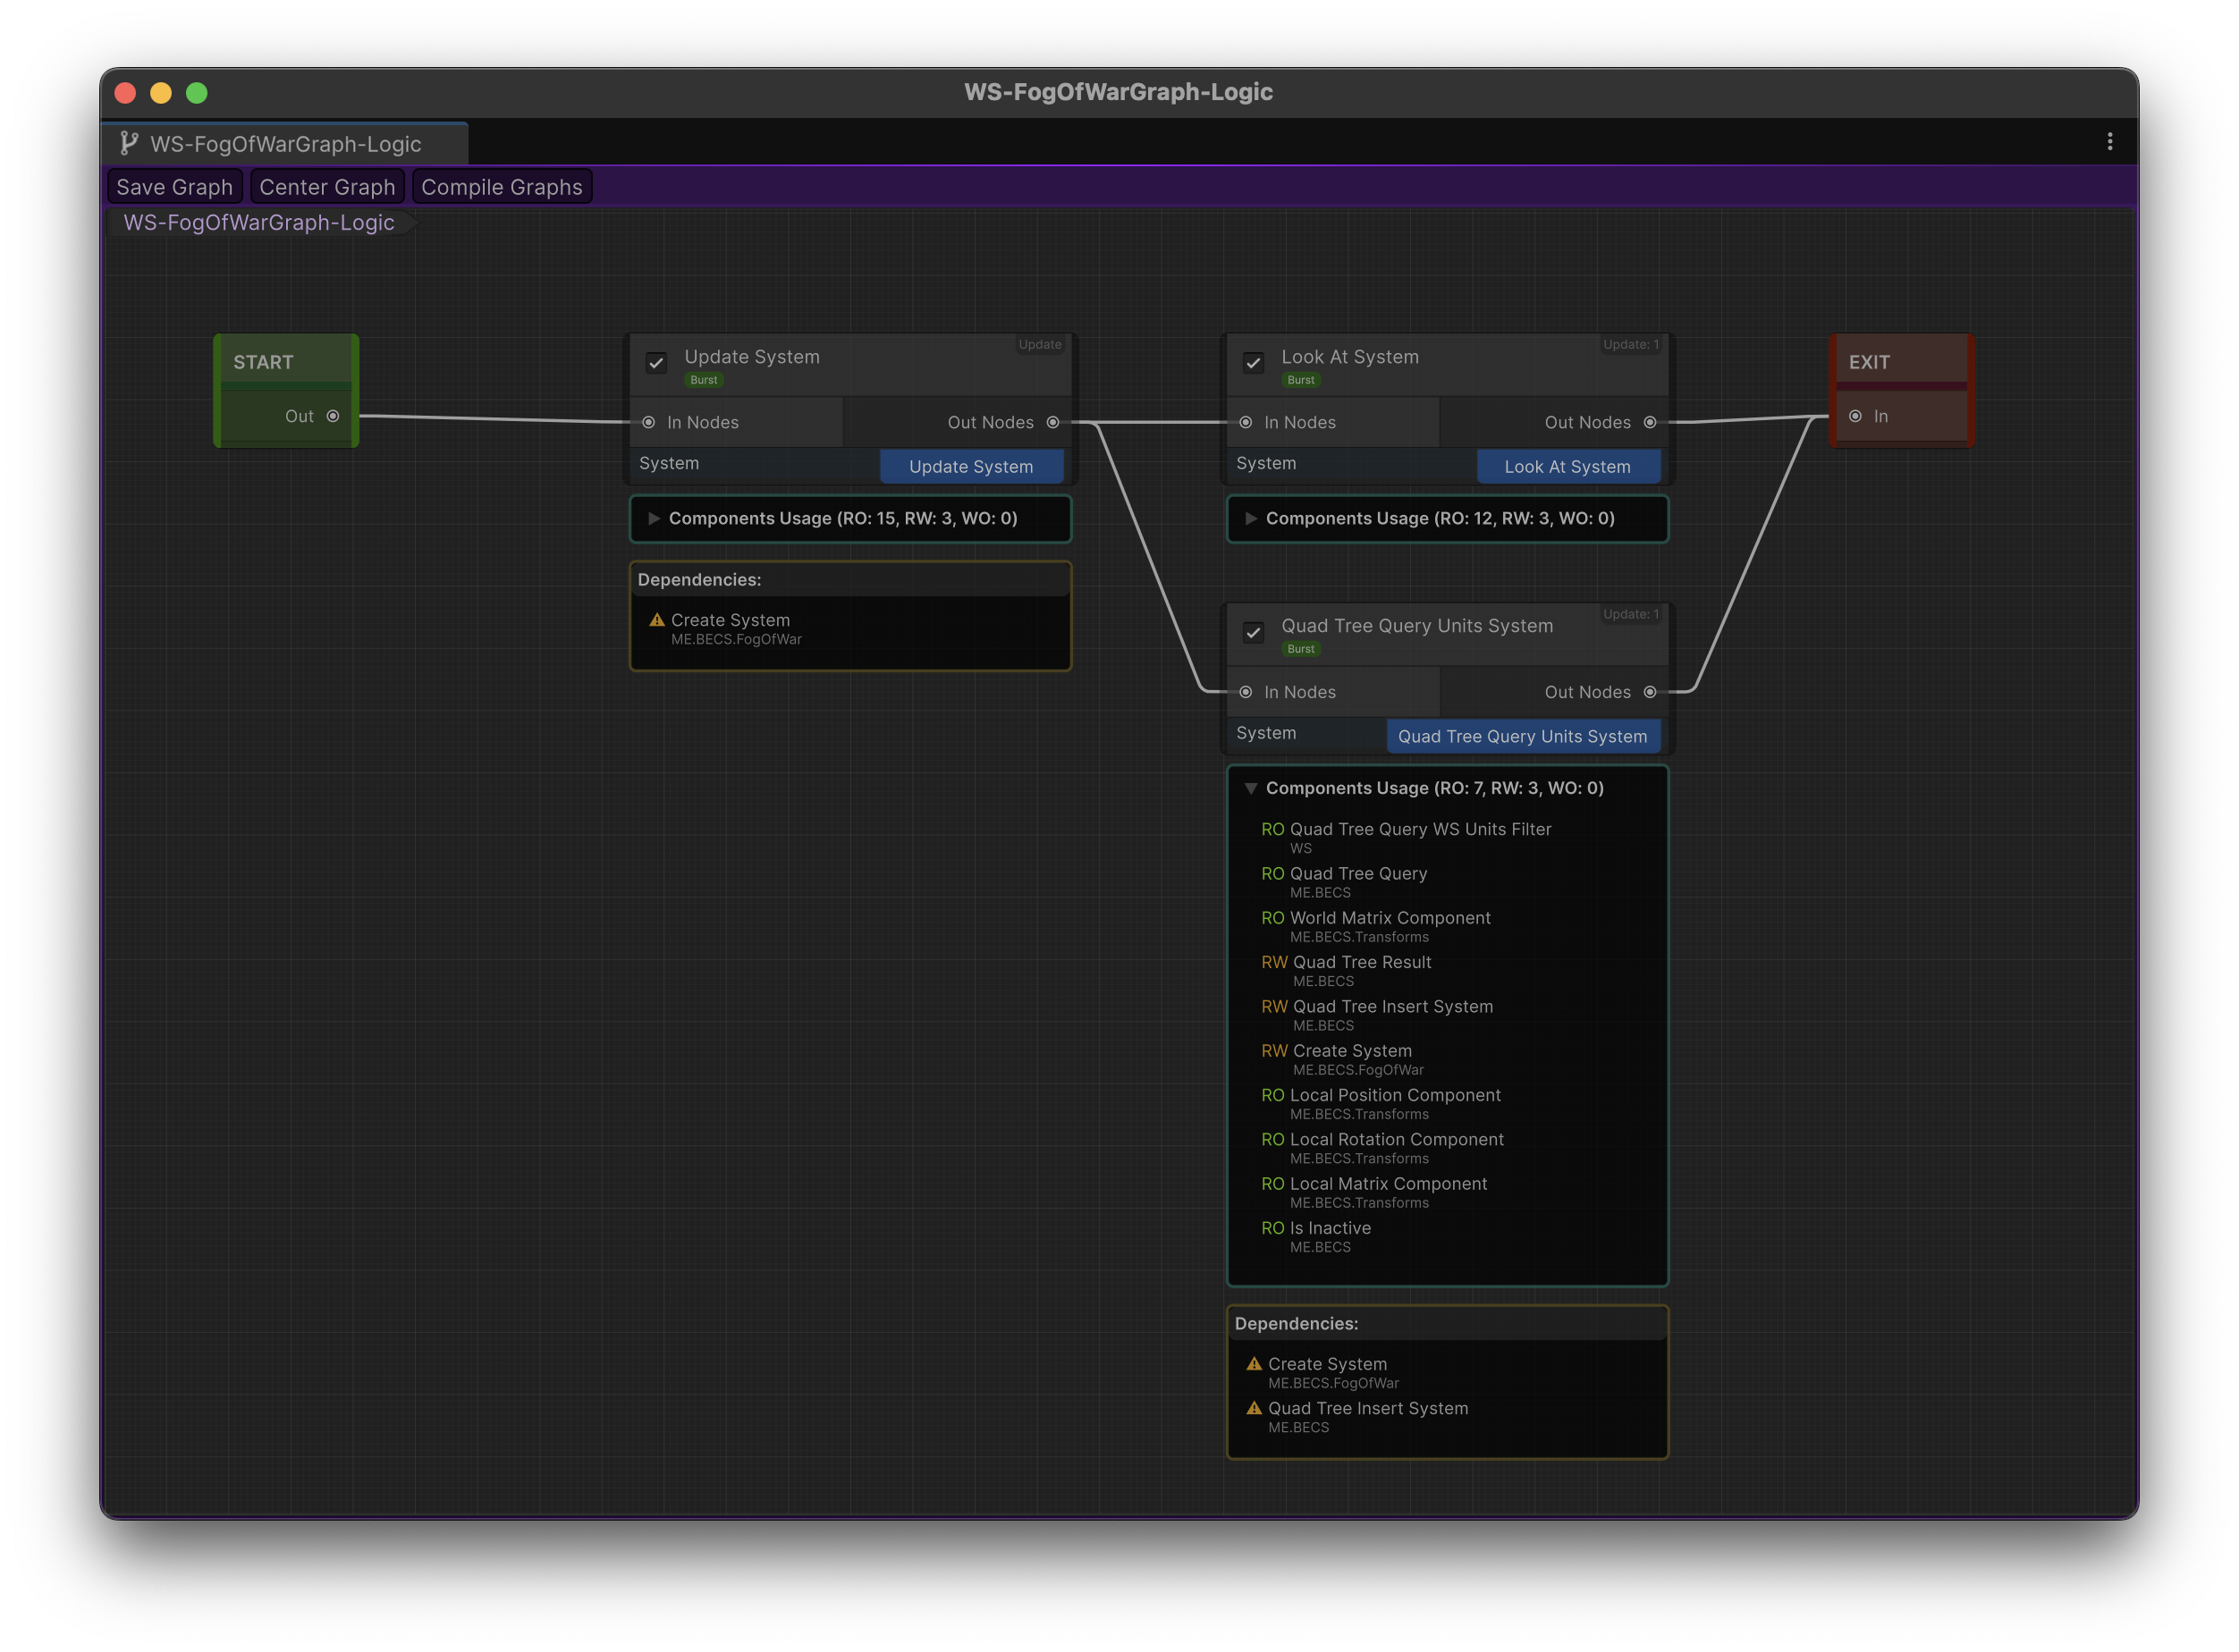 WS-FogOfWarGraph-Logic
WS-FogOfWarGraph-Logic
Save Graph
Center Graph
Compile Graphs
WS-FogOfWarGraph-Logic
START
Out
Update
Update System
Burst
In Nodes
Out Nodes
System
Update System
Components Usage (RO: 15, RW: 3, WO: 0)
Dependencies:
Create System
ME.BECS.FogOfWar
Update: 1
Look At System
Burst
In Nodes
Out Nodes
System
Look At System
Components Usage (RO: 12, RW: 3, WO: 0)
Update: 1
Quad Tree Query Units System
Burst
In Nodes
Out Nodes
System
Quad Tree Query Units System
Components Usage (RO: 7, RW: 3, WO: 0)
RO Quad Tree Query WS Units Filter
WS
RO Quad Tree Query
ME.BECS
RO World Matrix Component
ME.BECS.Transforms
RW Quad Tree Result
ME.BECS
RW Quad Tree Insert System
ME.BECS
RW Create System
ME.BECS.FogOfWar
RO Local Position Component
ME.BECS.Transforms
RO Local Rotation Component
ME.BECS.Transforms
RO Local Matrix Component
ME.BECS.Transforms
RO Is Inactive
ME.BECS
Dependencies:
Create System
ME.BECS.FogOfWar
Quad Tree Insert System
ME.BECS
EXIT
In